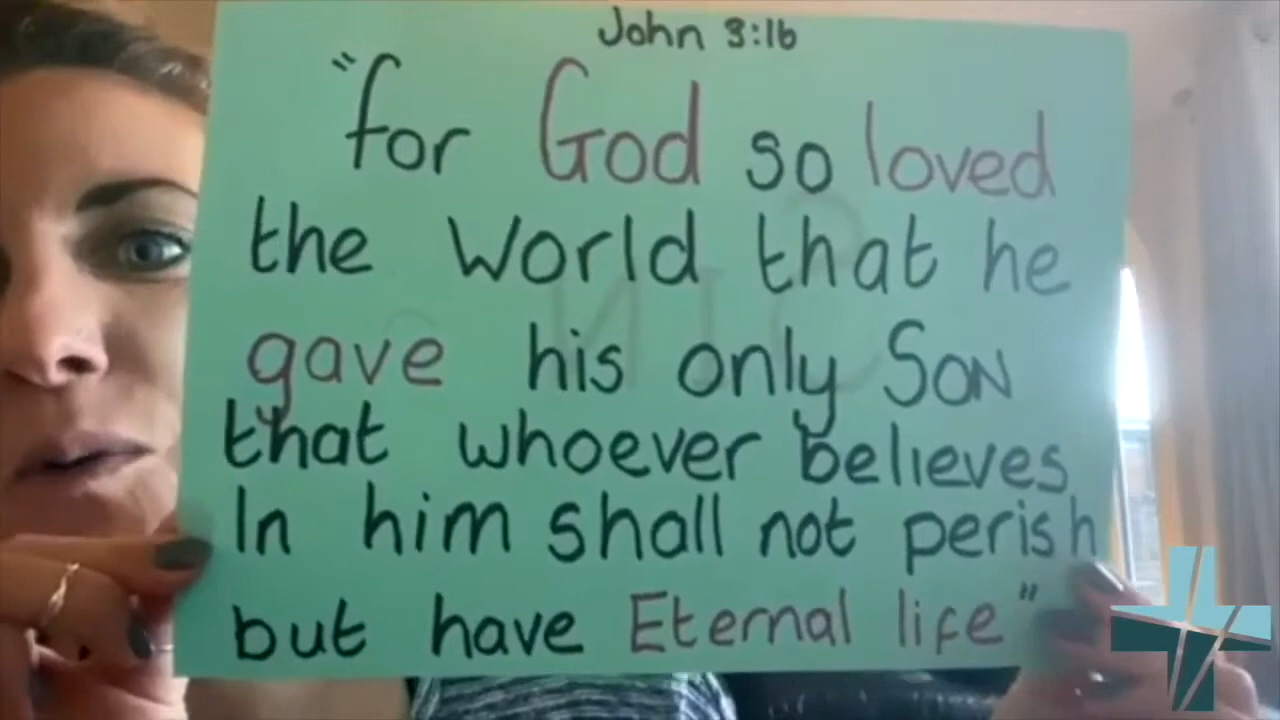 John 3:16
"for God so loved
the World that he
gave his only SoN
that whoever believes
In him shall not perish
but have Eternal life"